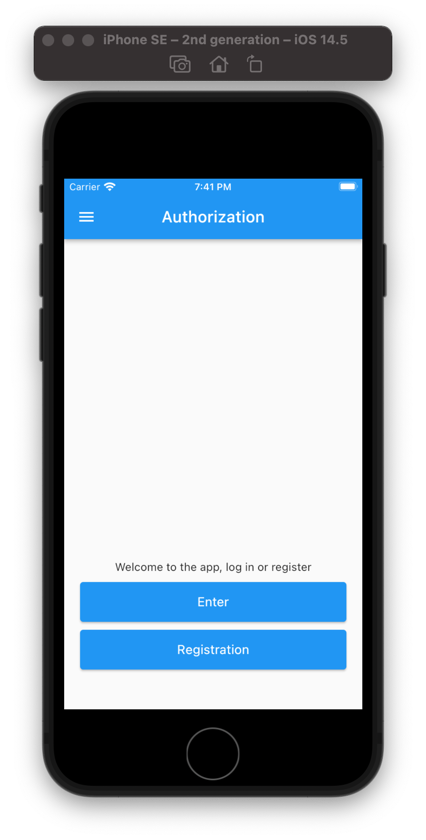 iPhone SE – 2nd generation – iOS 14.5
Carrier 7:41 PM
Authorization
Welcome to the app, log in or register
Enter
Registration